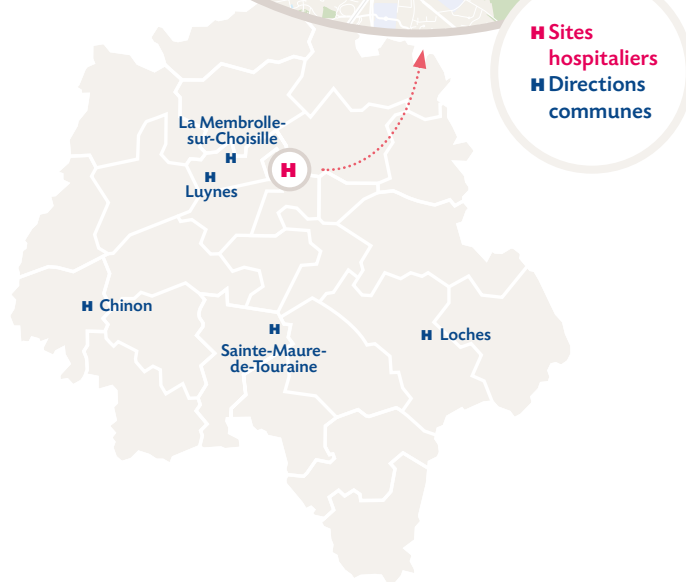 H Sites
hospitaliers
H Directions
communes
La Membrolle-
sur-Choisille
H
H
H
Luynes
H Chinon
H
Sainte-Maure-
de-Touraine
H Loches